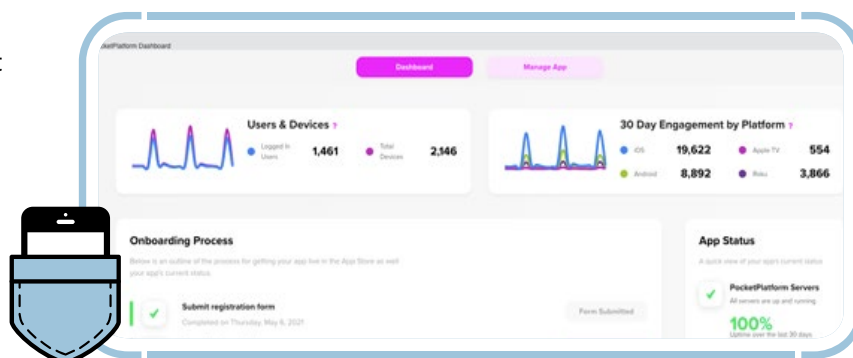 PocketPlatform Dashboard
Dashboard
Manage App
Users & Devices ?
Logged In
Users
1,461
Total
Devices
2,146
30 Day Engagement by Platform ?
iOS
19,622
Apple TV
554
Android
8,892
Roku
3,866
Onboarding Process
Below is an outline of the process for getting your app live in the App Store as well
your app's current status.
Submit registration form
Completed on Thursday, May 6, 2021
Form Submitted
App Status
A quick view of your app's current status
PocketPlatform Servers
All servers are up and running.
100%
Uptime over the last 30 days